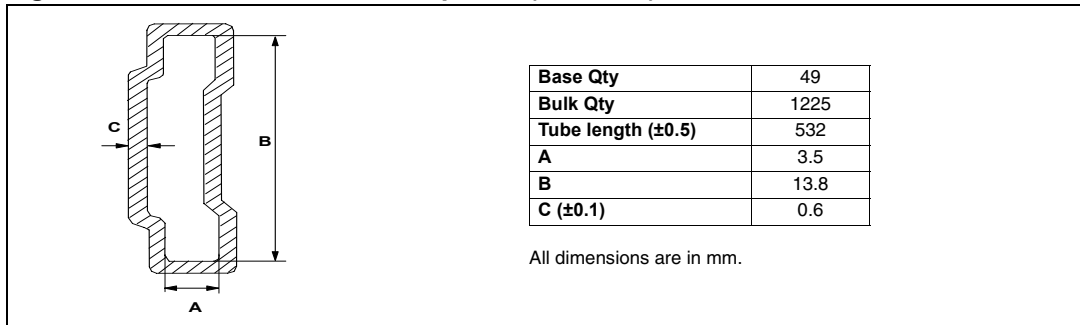 C
B
A
Base Qty 49
Bulk Qty 1225
Tube length (±0.5) 532
A 3.5
B 13.8
C (±0.1) 0.6
All dimensions are in mm.